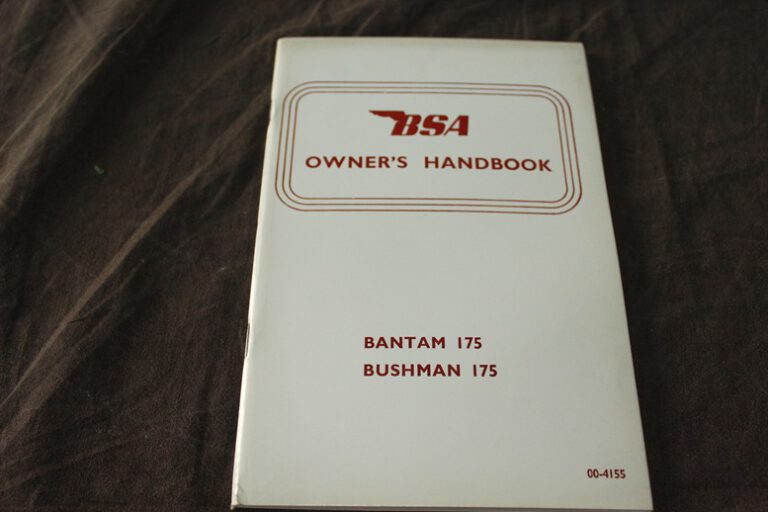 BSA
OWNER'S HANDBOOK
BANTAM 175
BUSHMAN 175
00-4155